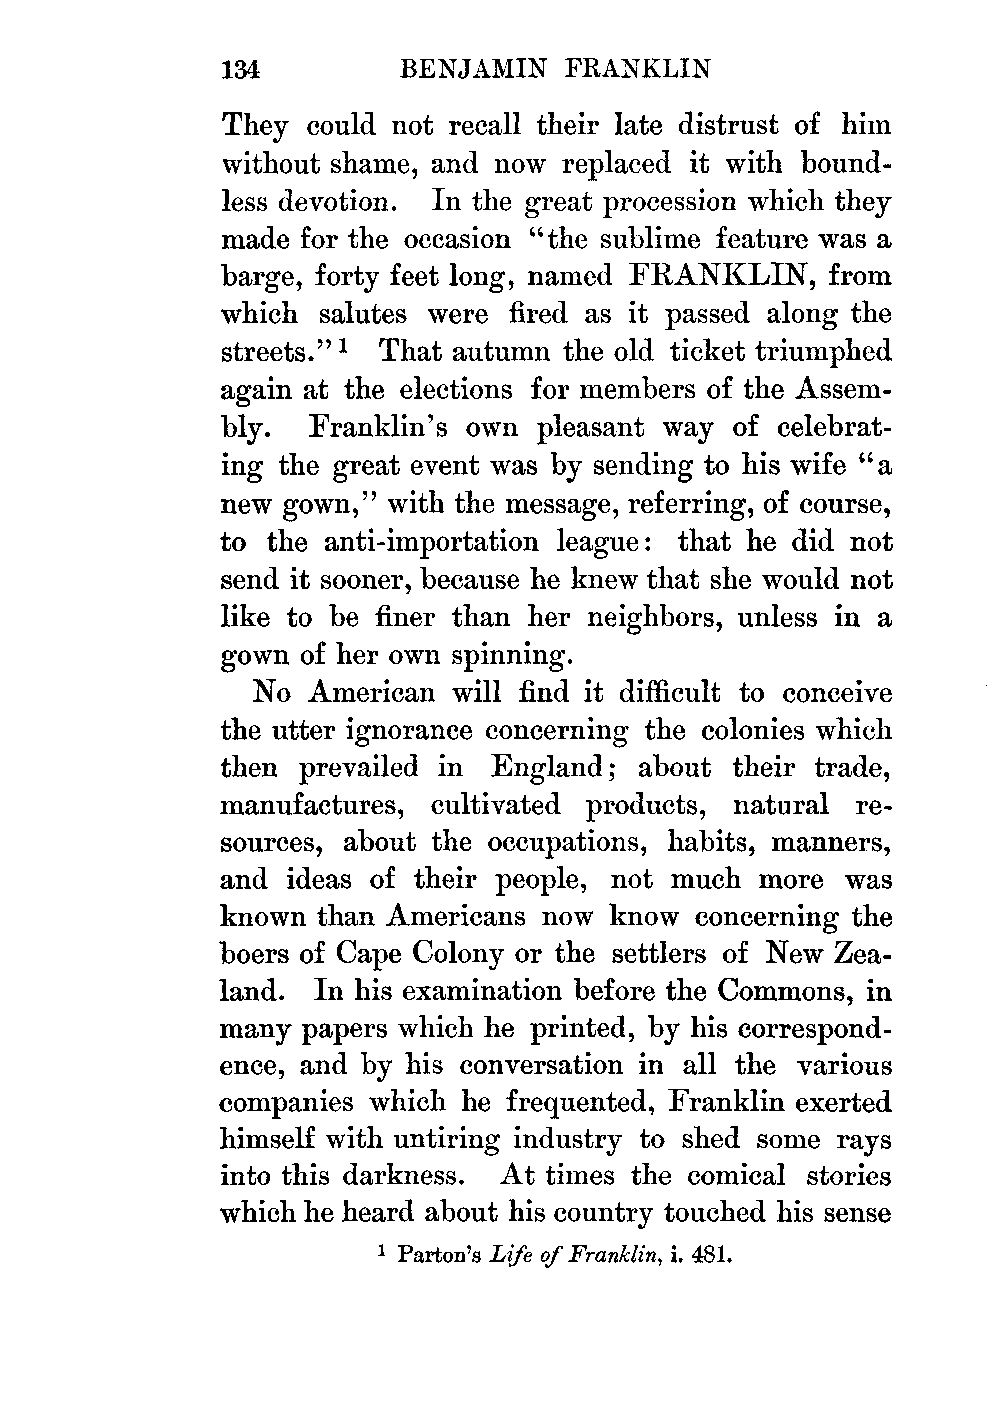 134 BENJAMIN FRANKLIN
They could not recall their late distrust of him
without shame, and now replaced it with bound-
less devotion. In the great procession which they
made for the occasion “the sublime feature was a
barge, forty feet long, named FRANKLIN, from
which salutes were fired as it passed along the
streets.” ¹ That autumn the old ticket triumphed
again at the elections for members of the Assem-
bly. Franklin’s own pleasant way of celebrat-
ing the great event was by sending to his wife “a
new gown,” with the message, referring, of course,
to the anti-importation league: that he did not
send it sooner, because he knew that she would not
like to be finer than her neighbors, unless in a
gown of her own spinning.
No American will find it difficult to conceive
the utter ignorance concerning the colonies which
then prevailed in England; about their trade,
manufactures, cultivated products, natural re-
sources, about the occupations, habits, manners,
and ideas of their people, not much more was
known than Americans now know concerning the
boers of Cape Colony or the settlers of New Zea-
land. In his examination before the Commons, in
many papers which he printed, by his correspond-
ence, and by his conversation in all the various
companies which he frequented, Franklin exerted
himself with untiring industry to shed some rays
into this darkness. At times the comical stories
which he heard about his country touched his sense
¹ Parton’s Life of Franklin, i. 481.